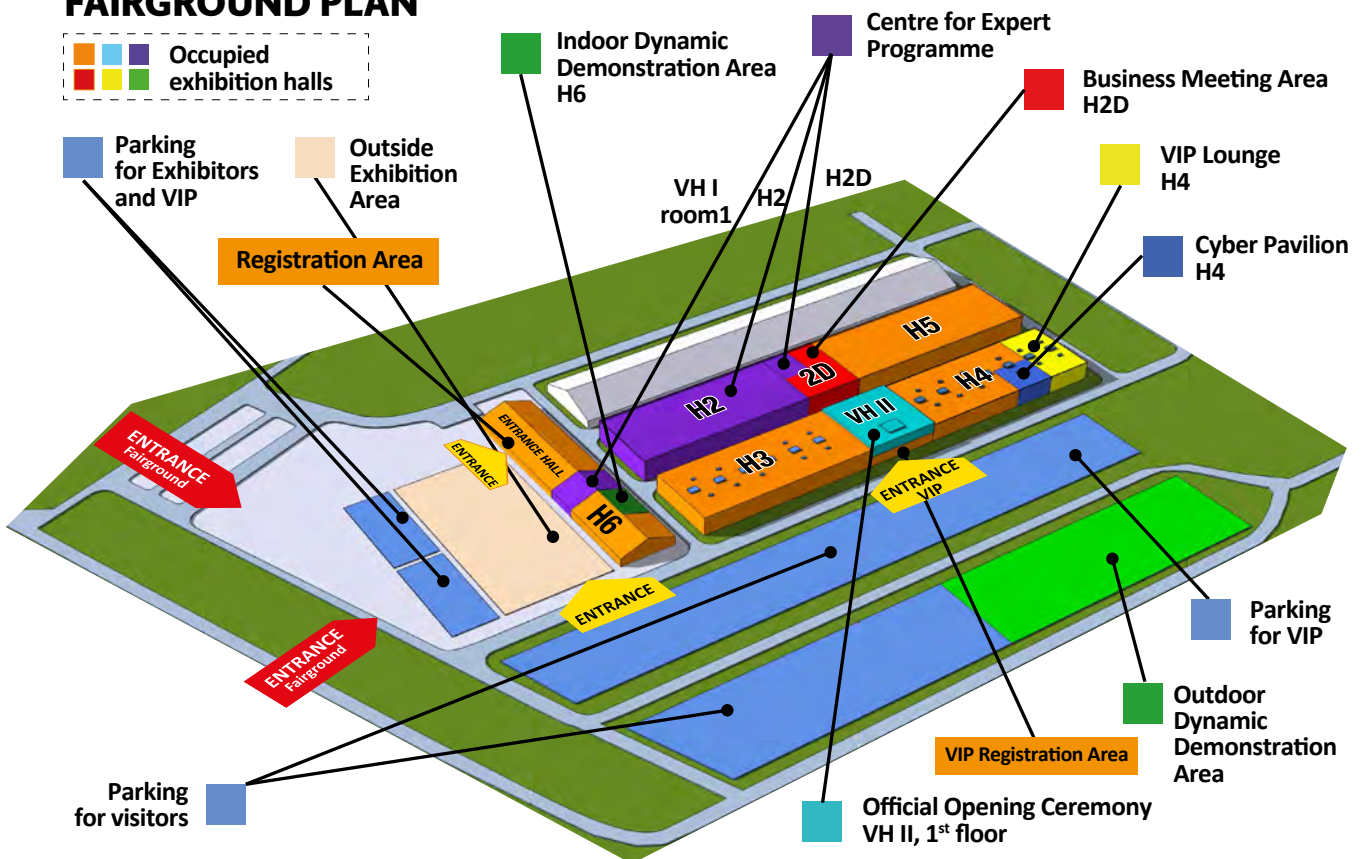 FAIRGROUND PLAN
Occupied
exhibition halls
Indoor Dynamic
Demonstration Area
H6
Centre for Expert
Programme
Business Meeting Area
H2D
Parking
for Exhibitors
and VIP
Outside
Exhibition
Area
VH I
room1
H2
H2D
VIP Lounge
H4
Registration Area
Cyber Pavilion
H4
H5
2D
H4
H2
VH II
H3
ENTRANCE HALL
H6
ENTRANCE
Fairground
ENTRANCE
ENTRANCE
VIP
ENTRANCE
ENTRANCE
Fairground
Parking
for VIP
Outdoor
Dynamic
Demonstration
Area
VIP Registration Area
Parking
for visitors
Official Opening Ceremony
VH II, 1st floor